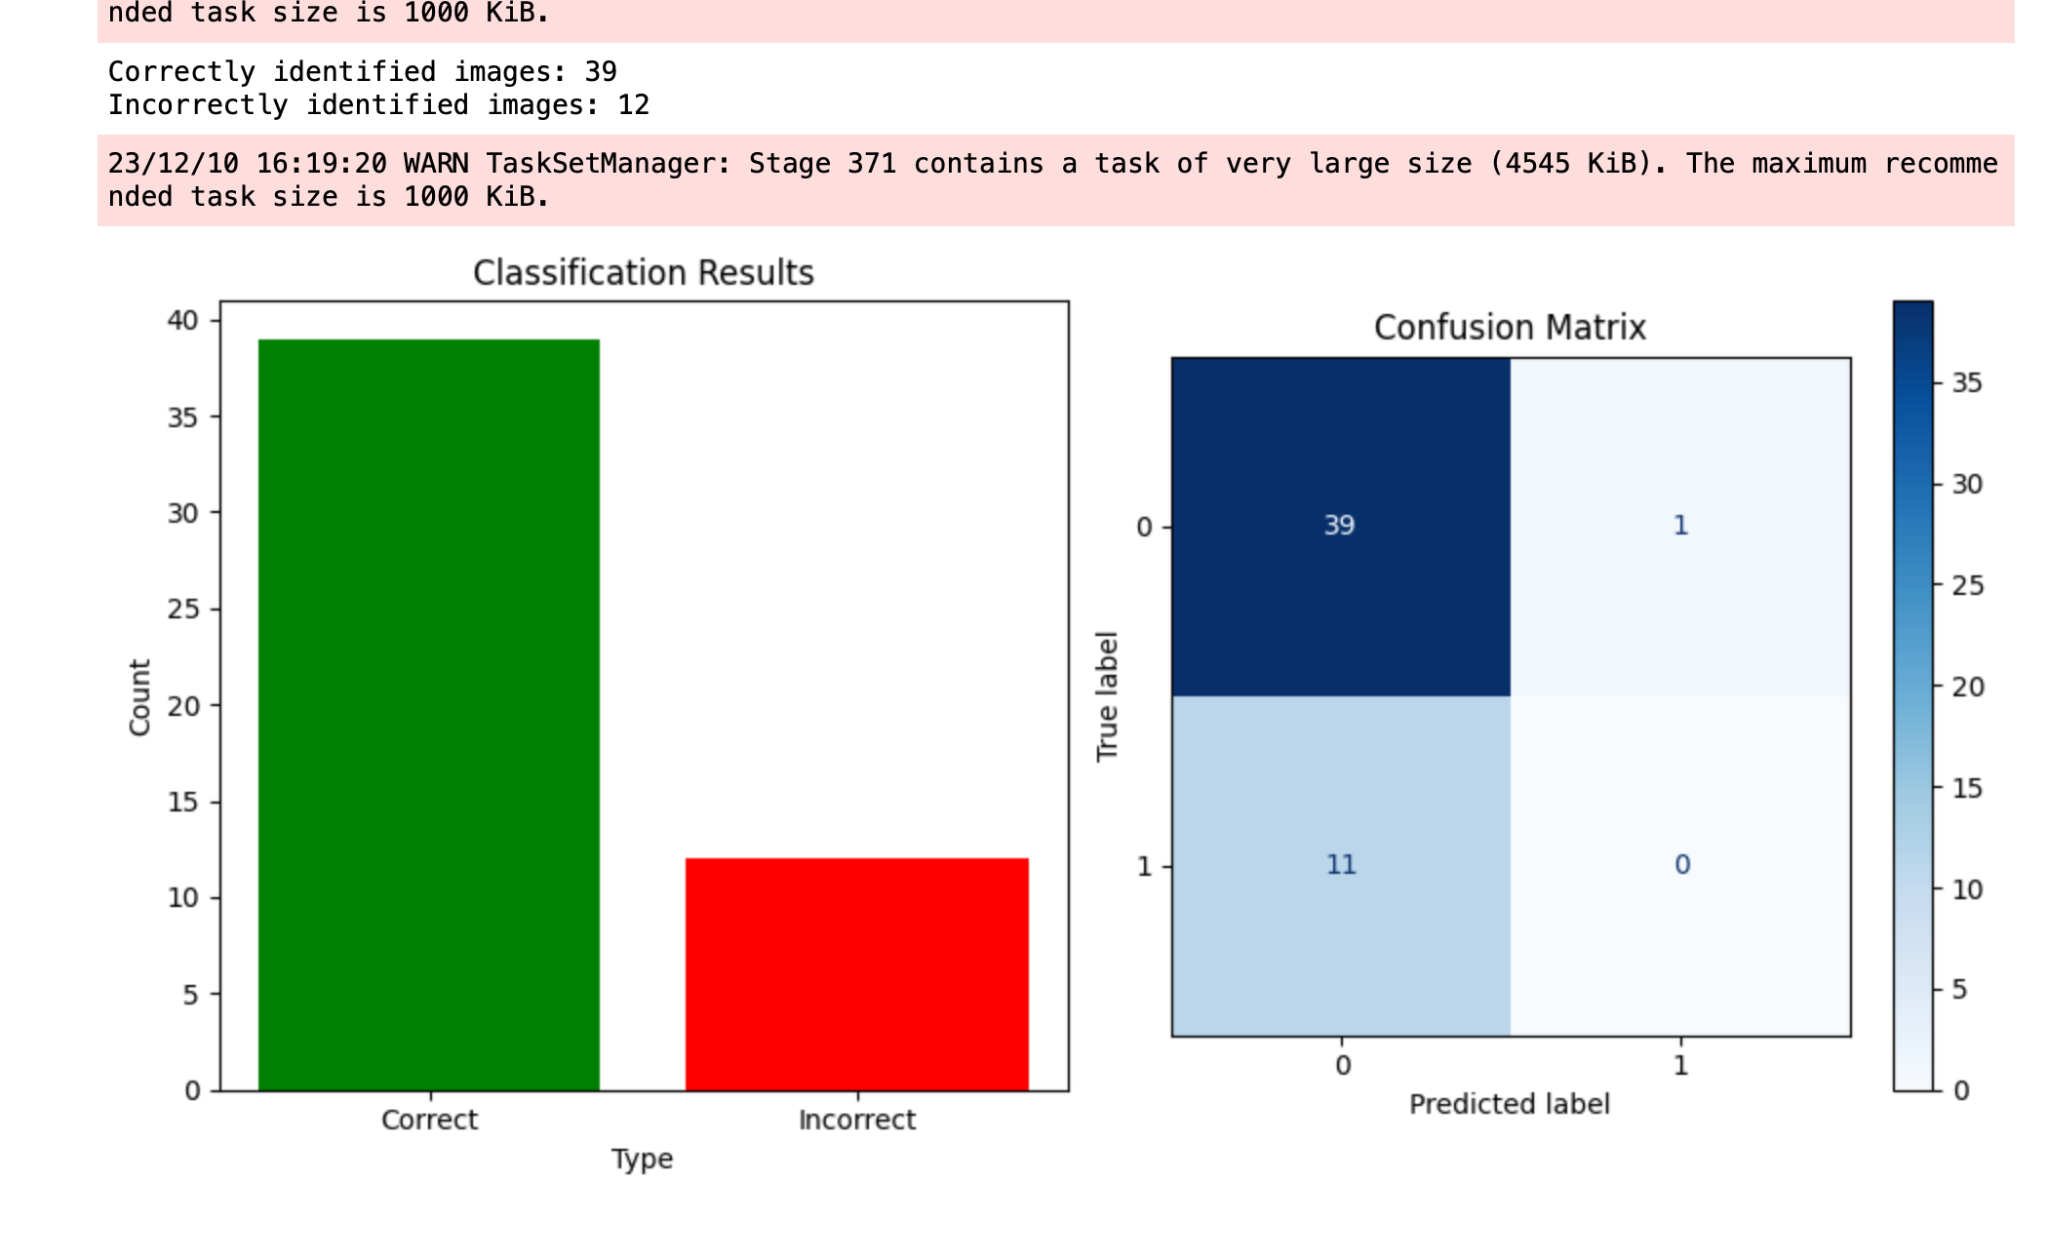 nded task size is 1000 KiB.
Correctly identified images: 39
Incorrectly identified images: 12
23/12/10 16:19:20 WARN TaskSetManager: Stage 371 contains a task of very large size (4545 KiB). The maximum recomme
nded task size is 1000 KiB.
Classification Results
40
35
30
25
20
15
10
5
0
Count
Correct
Incorrect
Type
Confusion Matrix
0
1
True label
39
1
11
0
0
1
Predicted label
35
30
25
20
15
10
5
0